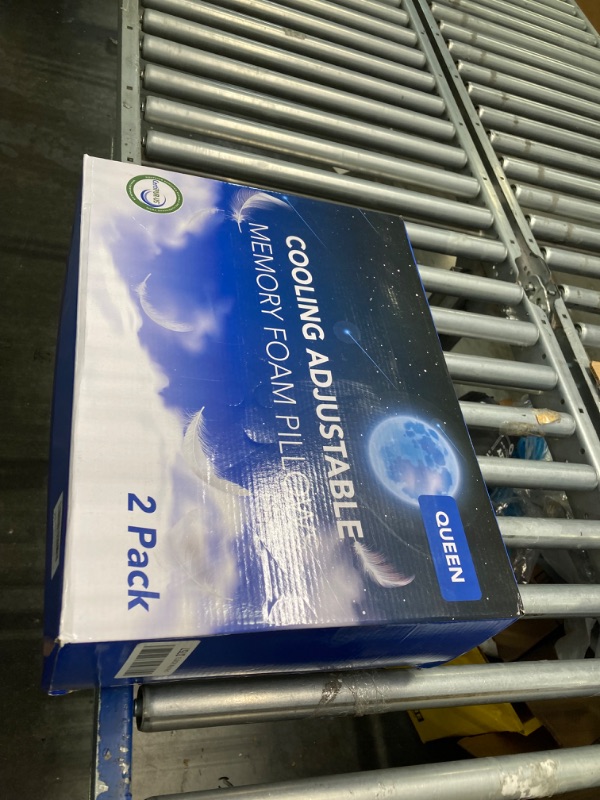 COOLING ADJUSTABLE
MEMORY FOAM PILLOW
QUEEN
2 Pack